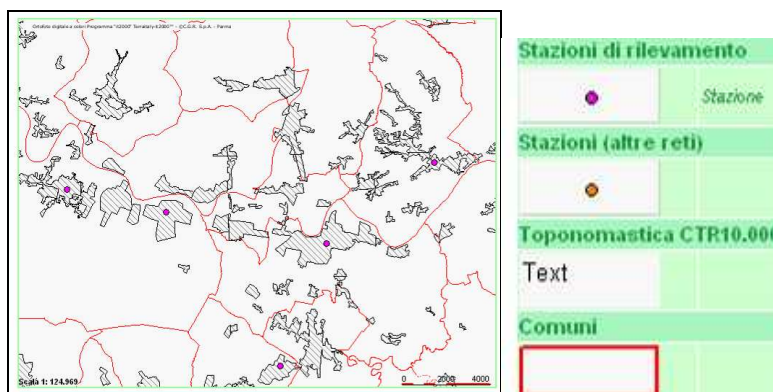 Ortofoto digitale a colori Programma "it2000" Terraitaly-it2000™ - ©C.G.R. S.p.A. - Parma
Scala 1: 124.969
0 2000 4000
Stazioni di rilevamento
Stazione
Stazioni (altre reti)
Toponomastica CTR10.000
Text
Comuni